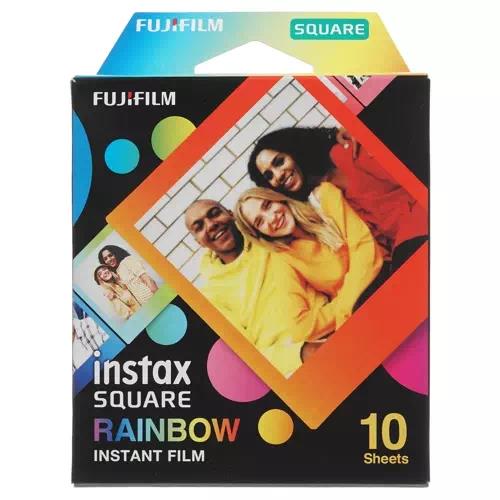 FUJIFILM
SQUARE
FUJIFILM
instax
SQUARE
RAINBOW
INSTANT FILM
10
Sheets